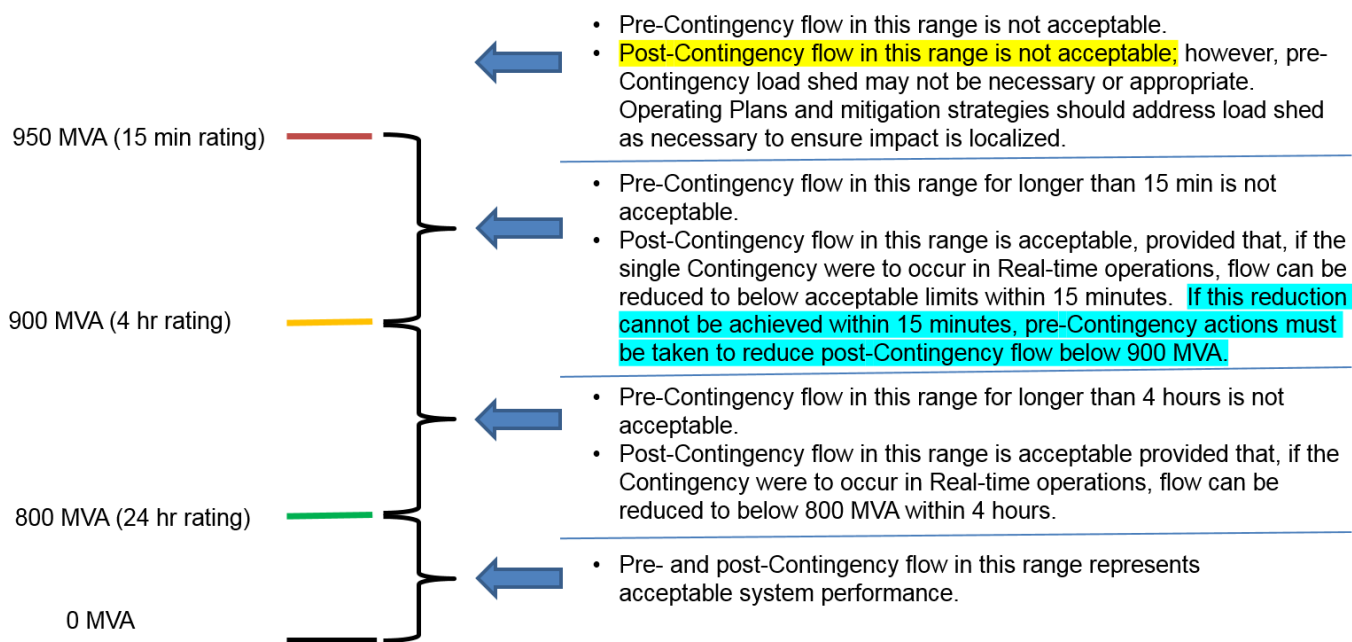 • Pre-Contingency flow in this range is not acceptable.
• Post-Contingency flow in this range is not acceptable; however, pre-
Contingency load shed may not be necessary or appropriate.
Operating Plans and mitigation strategies should address load shed
as necessary to ensure impact is localized.
950 MVA (15 min rating)
• Pre-Contingency flow in this range for longer than 15 min is not
acceptable.
• Post-Contingency flow in this range is acceptable, provided that, if the
single Contingency were to occur in Real-time operations, flow can be
reduced to below acceptable limits within 15 minutes. If this reduction
cannot be achieved within 15 minutes, pre-Contingency actions must
be taken to reduce post-Contingency flow below 900 MVA.
900 MVA (4 hr rating)
• Pre-Contingency flow in this range for longer than 4 hours is not
acceptable.
• Post-Contingency flow in this range is acceptable provided that, if the
Contingency were to occur in Real-time operations, flow can be
reduced to below 800 MVA within 4 hours.
800 MVA (24 hr rating)
• Pre- and post-Contingency flow in this range represents
acceptable system performance.
0 MVA